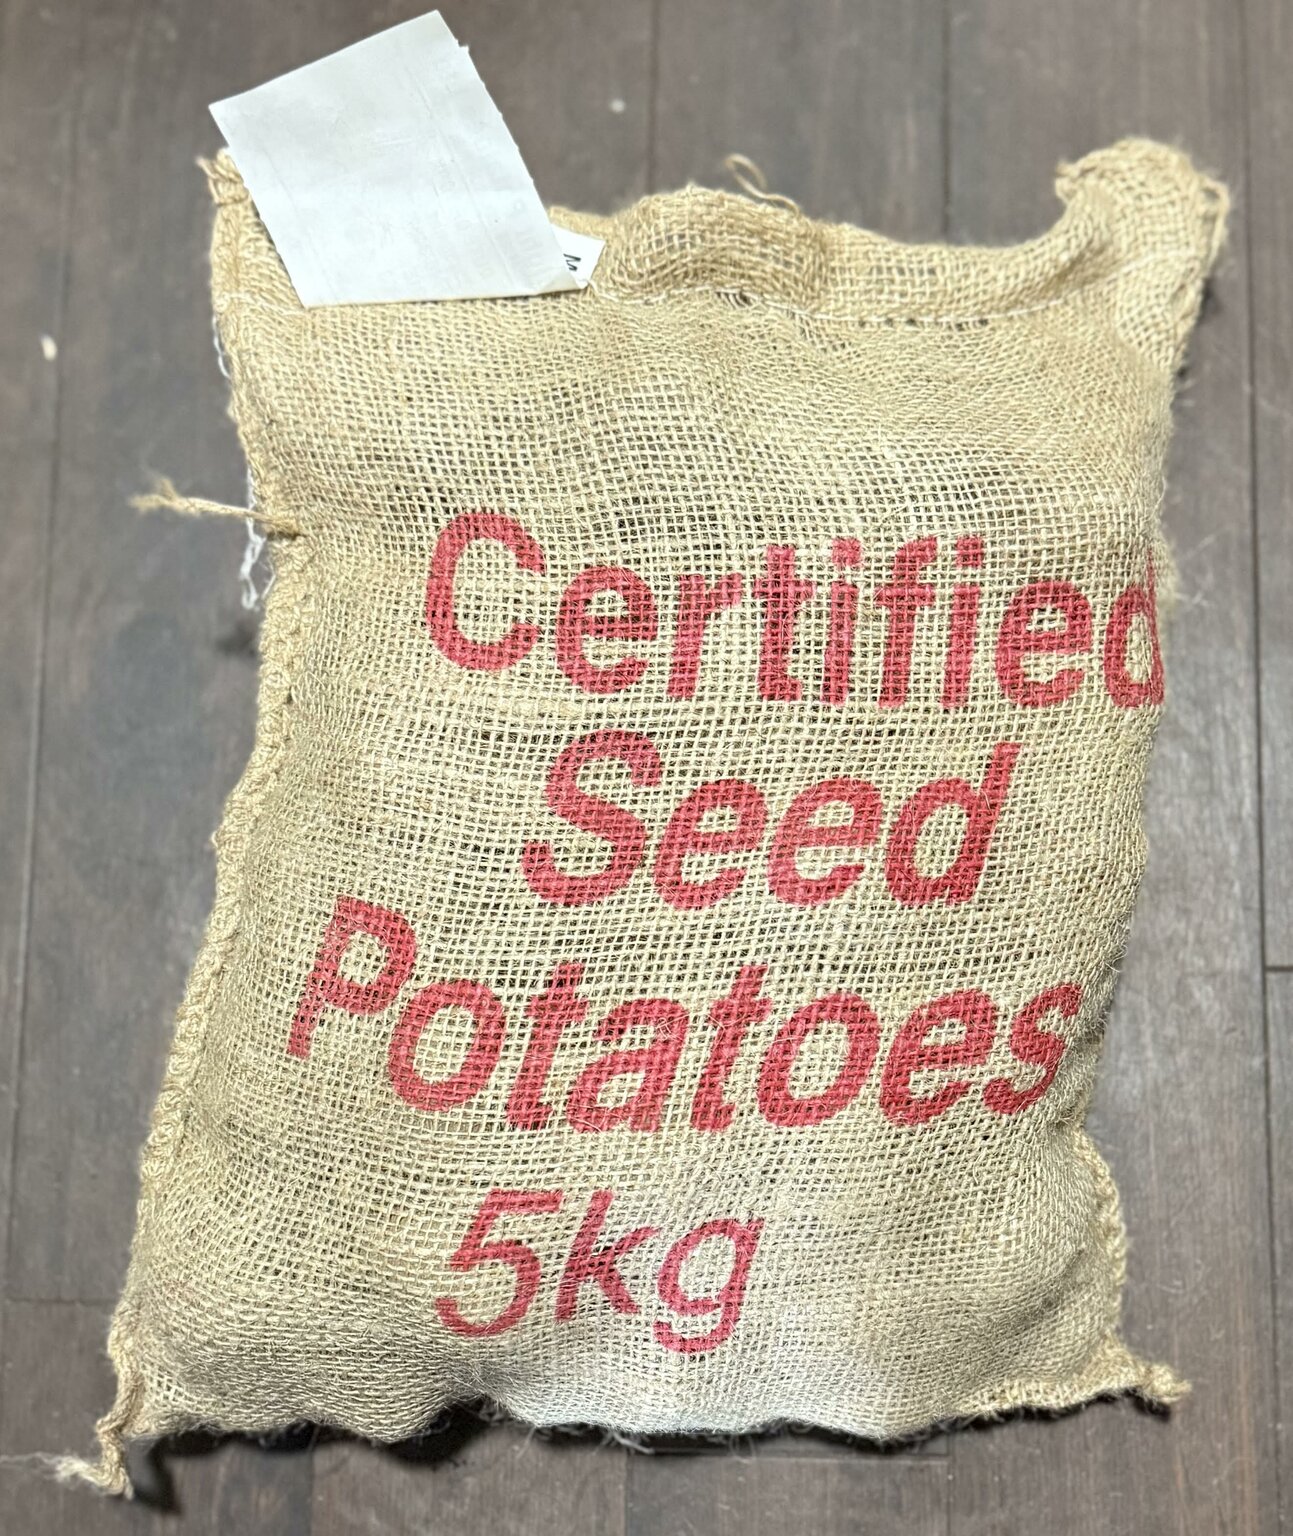 Certified
Seed
Potatoes
5kg